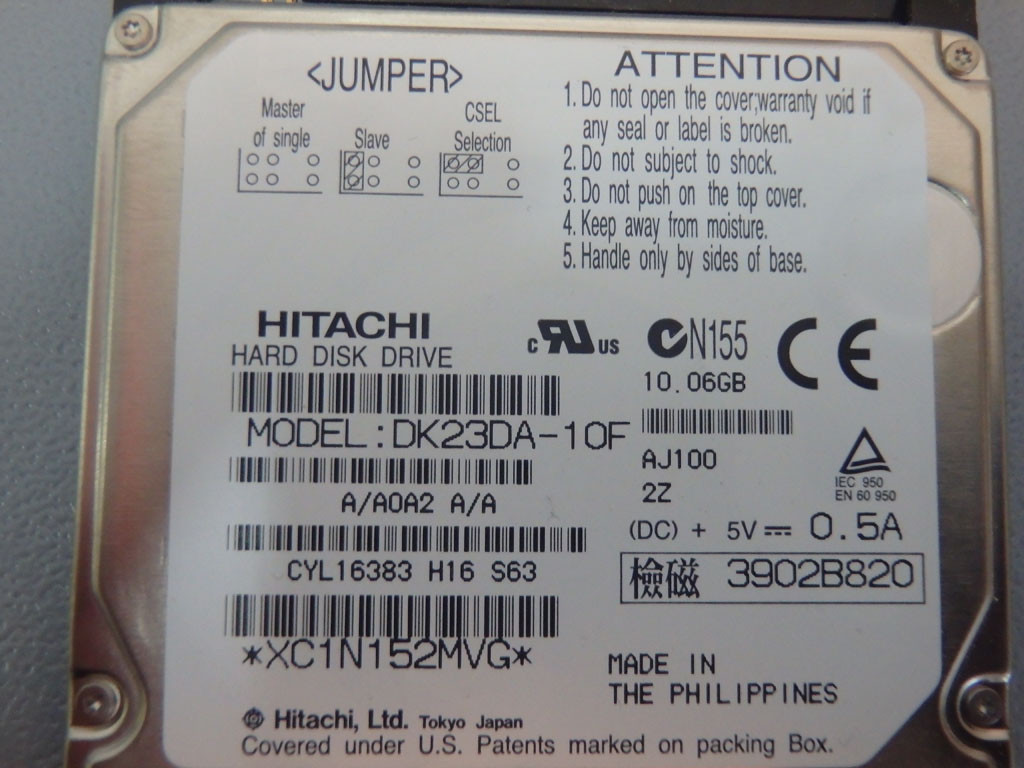 <JUMPER>
Master
of single
Slave
CSEL
Selection
ATTENTION
1. Do not open the cover;warranty void if
any seal or label is broken.
2. Do not subject to shock.
3. Do not push on the top cover.
4. Keep away from moisture.
5. Handle only by sides of base.
HITACHI
HARD DISK DRIVE
c RU US
N155
CE
10.06GB
MODEL:DK23DA-10F
AJ100
2Z
IEC 950
EN 60 950
A/A0A2 A/A
(DC) + 5V 0.5A
CYL16383 H16 S63
檢磁 3902B820
*XC1N152MVG*
MADE IN
THE PHILIPPINES
Hitachi, Ltd. Tokyo Japan
Covered under U.S. Patents marked on packing Box.